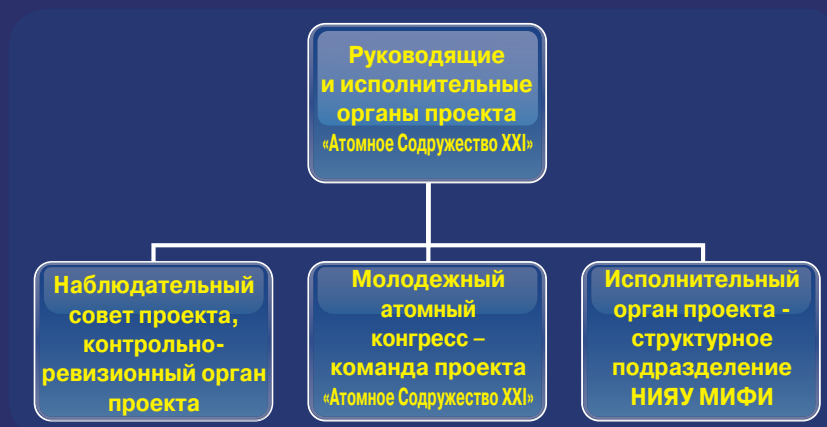 Руководящие
и исполнительные
органы проекта
«Атомное Содружество XXI»
Наблюдательный
совет проекта,
контрольно-
ревизионный орган
проекта
Молодежный
атомный
конгресс –
команда проекта
«Атомное Содружество XXI»
Исполнительный
орган проекта -
структурное
подразделение
НИЯУ МИФИ